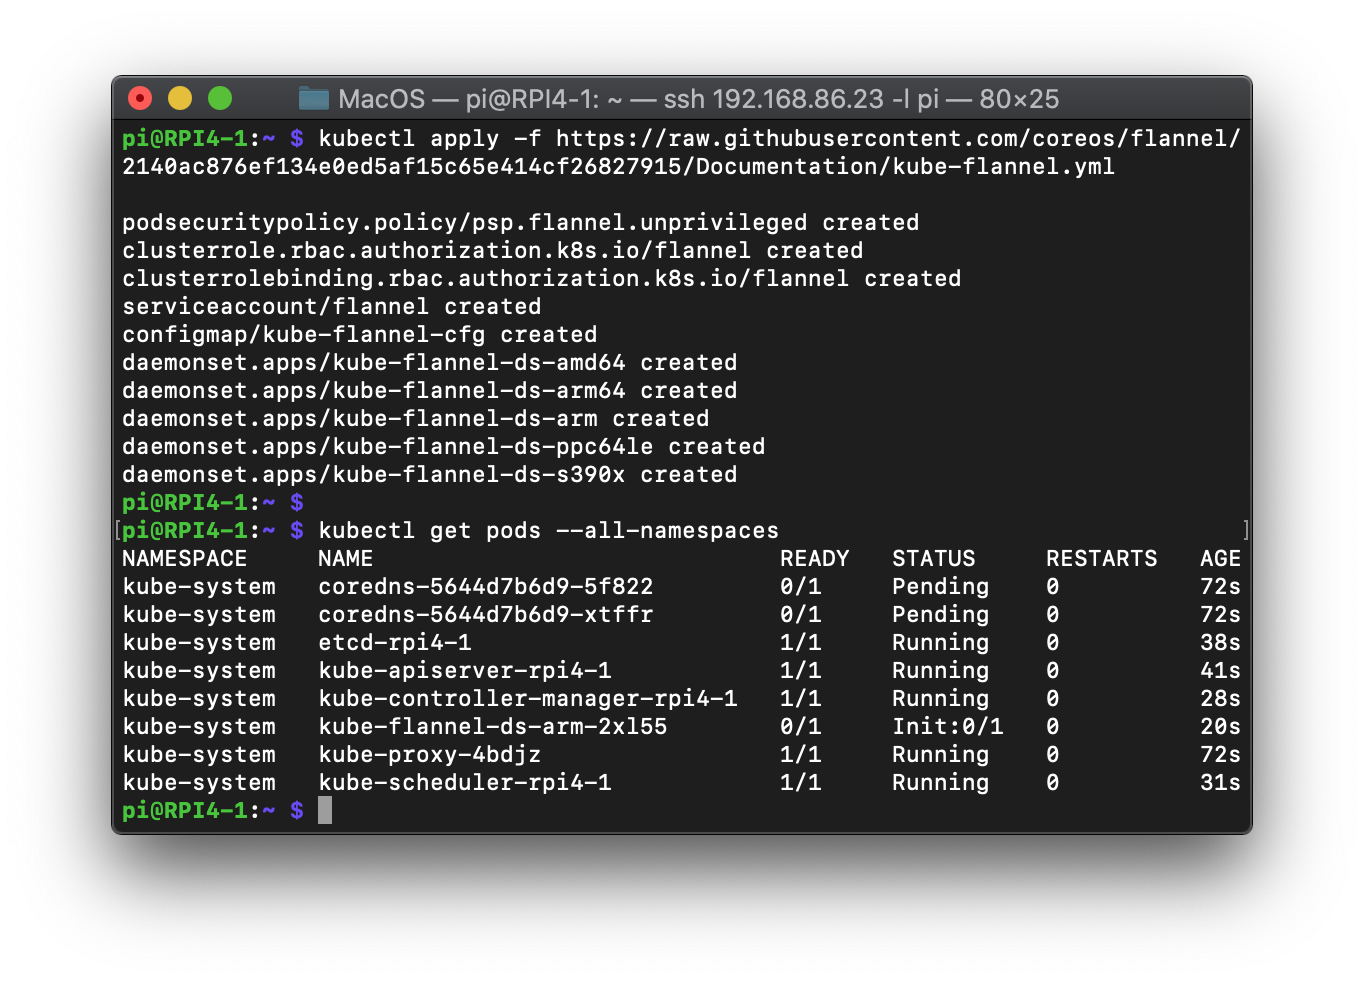 MacOS — pi@RPI4-1: ~ — ssh 192.168.86.23 -l pi — 80×25
pi@RPI4-1:~ $ kubectl apply -f https://raw.githubusercontent.com/coreos/flannel/
2140ac876ef134e0ed5af15c65e414cf26827915/Documentation/kube-flannel.yml
podsecuritypolicy.policy/psp.flannel.unprivileged created
clusterrole.rbac.authorization.k8s.io/flannel created
clusterrolebinding.rbac.authorization.k8s.io/flannel created
serviceaccount/flannel created
configmap/kube-flannel-cfg created
daemonset.apps/kube-flannel-ds-amd64 created
daemonset.apps/kube-flannel-ds-arm64 created
daemonset.apps/kube-flannel-ds-arm created
daemonset.apps/kube-flannel-ds-ppc64le created
daemonset.apps/kube-flannel-ds-s390x created
pi@RPI4-1:~ $
[pi@RPI4-1:~ $ kubectl get pods --all-namespaces ]
NAMESPACE NAME READY STATUS RESTARTS AGE
kube-system coredns-5644d7b6d9-5f822 0/1 Pending 0 72s
kube-system coredns-5644d7b6d9-xtffr 0/1 Pending 0 72s
kube-system etcd-rpi4-1 1/1 Running 0 38s
kube-system kube-apiserver-rpi4-1 1/1 Running 0 41s
kube-system kube-controller-manager-rpi4-1 1/1 Running 0 28s
kube-system kube-flannel-ds-arm-2xl55 0/1 Init:0/1 0 20s
kube-system kube-proxy-4bdjz 1/1 Running 0 72s
kube-system kube-scheduler-rpi4-1 1/1 Running 0 31s
pi@RPI4-1:~ $